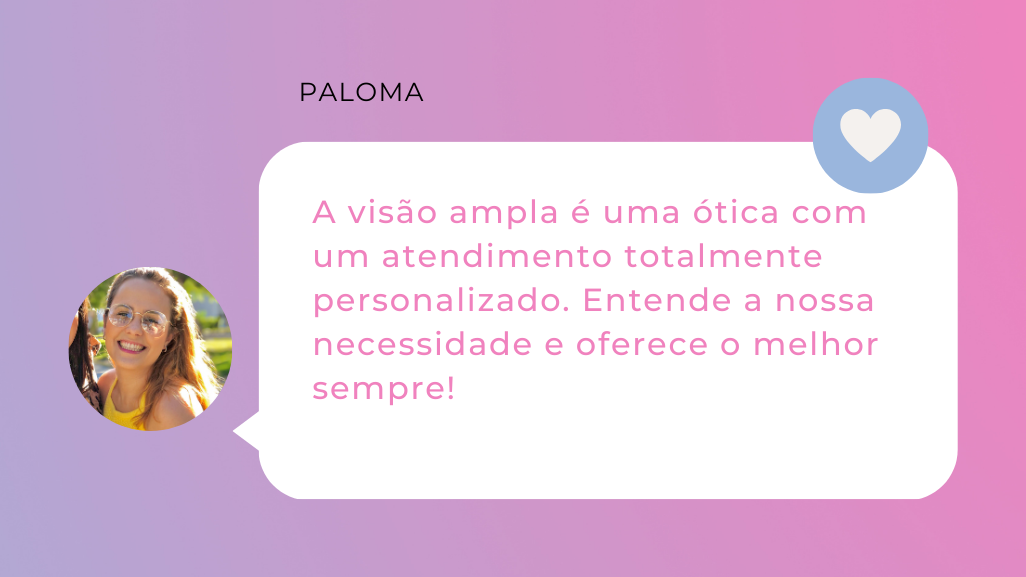 PALOMA
A visão ampla é uma ótica com
um atendimento totalmente
personalizado. Entende a nossa
necessidade e oferece o melhor
sempre!